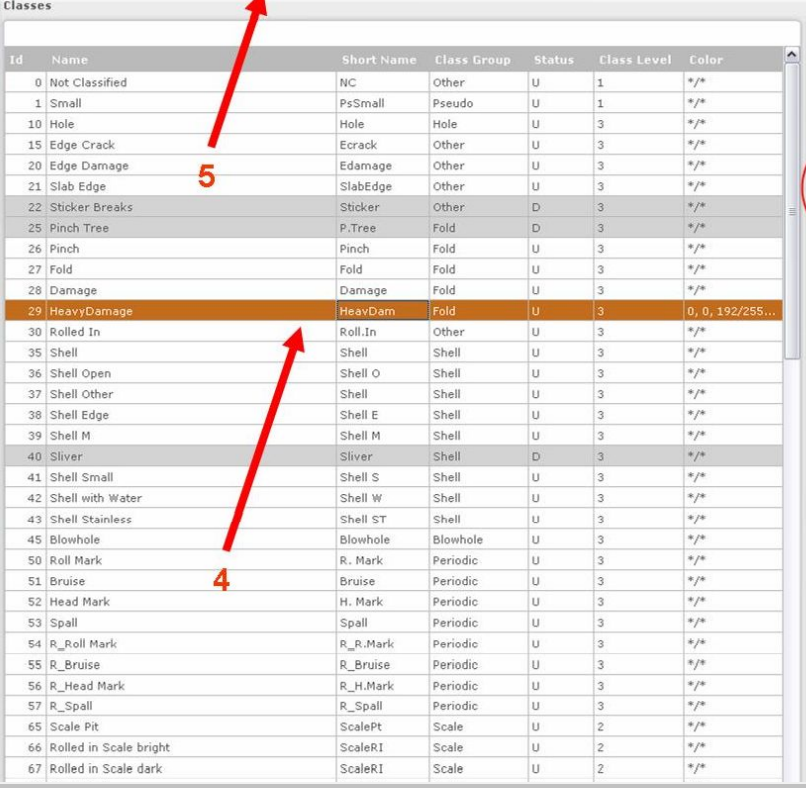 Classes
Id Name Short Name Class Group Status Class Level Color
0 Not Classified NC Other U 1 */*
1 Small PsSmall Pseudo U 1 */*
10 Hole Hole Hole U 3 */*
15 Edge Crack Ecrack Other U 3 */*
20 Edge Damage Edamage Other U 3 */*
21 Slab Edge SlabEdge Other U 3 */*
22 Sticker Breaks Sticker Other D 3 */*
25 Pinch Tree P.Tree Fold D 3 */*
26 Pinch Pinch Fold U 3 */*
27 Fold Fold Fold U 3 */*
28 Damage Damage Fold U 3 */*
29 HeavyDamage HeavDam Fold U 3 0, 0, 192/255...
30 Rolled In Roll.In Other U 3 */*
35 Shell Shell Shell U 3 */*
36 Shell Open Shell O Shell U 3 */*
37 Shell Other Shell Shell U 3 */*
38 Shell Edge Shell E Shell U 3 */*
39 Shell M Shell M Shell U 3 */*
40 Sliver Sliver Shell D 3 */*
41 Shell Small Shell S Shell U 3 */*
42 Shell with Water Shell W Shell U 3 */*
43 Shell Stainless Shell ST Shell U 3 */*
45 Blowhole Blowhole Blowhole U 3 */*
50 Roll Mark R. Mark Periodic U 3 */*
51 Bruise Bruise Periodic U 3 */*
52 Head Mark H. Mark Periodic U 3 */*
53 Spall Spall Periodic U 3 */*
54 R_Roll Mark R_R.Mark Periodic U 3 */*
55 R_Bruise R_Bruise Periodic U 3 */*
56 R_Head Mark R_H.Mark Periodic U 3 */*
57 R_Spall R_Spall Periodic U 3 */*
65 Scale Pit ScalePt Scale U 2 */*
66 Rolled in Scale bright ScaleRI Scale U 2 */*
67 Rolled in Scale dark ScaleRI Scale U 2 */*
5
4